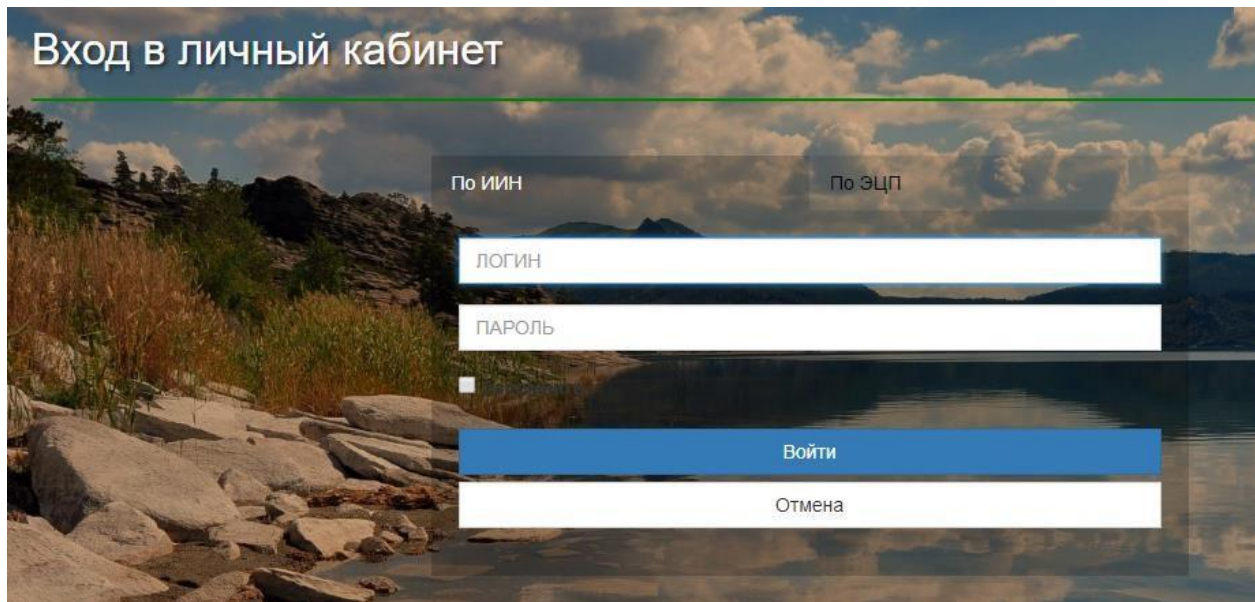 Вход в личный кабинет
По ИИН
По ЭЦП
ЛОГИН
ПАРОЛЬ
Войти
Отмена